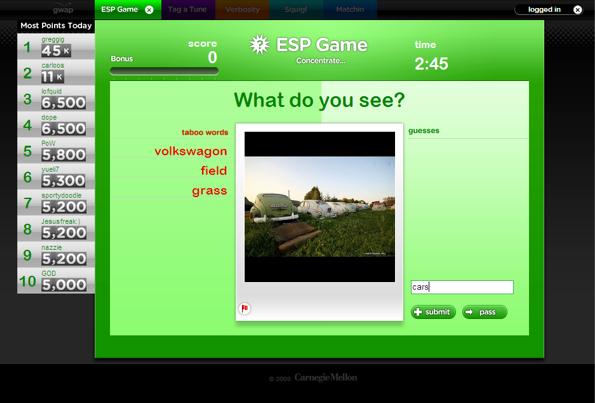 gwap
ESP Game
Tag a Tune
Verbosity
Squigl
Matchin
logged in
Most Points Today
1 greggig 45 K
2 carloos 11 K
3 lofquid 6,500
4 dope 6,500
5 PoW 5,800
6 yueli7 5,300
7 sportydoodle 5,200
8 Jesusfreak:) 5,200
9 nazzie 5,200
10 GOD 5,000
Bonus
score
0
ESP Game
Concentrate...
time
2:45
What do you see?
taboo words
volkswagon
field
grass
guesses
cars
submit
pass
© 2009 Carnegie Mellon